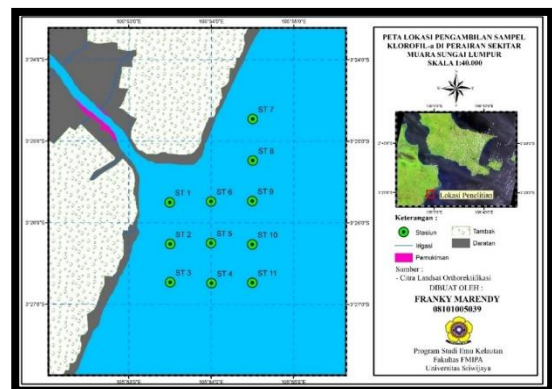 PETA LOKASI PENGAMBILAN SAMPEL
KLOROFIL-a DI PERAIRAN SEKITAR
MUARA SUNGAI LUMPUR
SKALA 1:40.000
ST 7
ST 8
ST 1
ST 6
ST 9
ST 2
ST 5
ST 10
ST 3
ST 4
ST 11
Lokasi Penelitian
Keterangan :
Stasiun
Tambak
Irigasi
Daratan
Pemukiman
Sumber :
- Citra Landsat Orthorektifikasi
DIBUAT OLEH :
FRANKY MARENDY
08101005039
Program Studi Ilmu Kelautan
Fakultas FMIPA
Universitas Sriwijaya